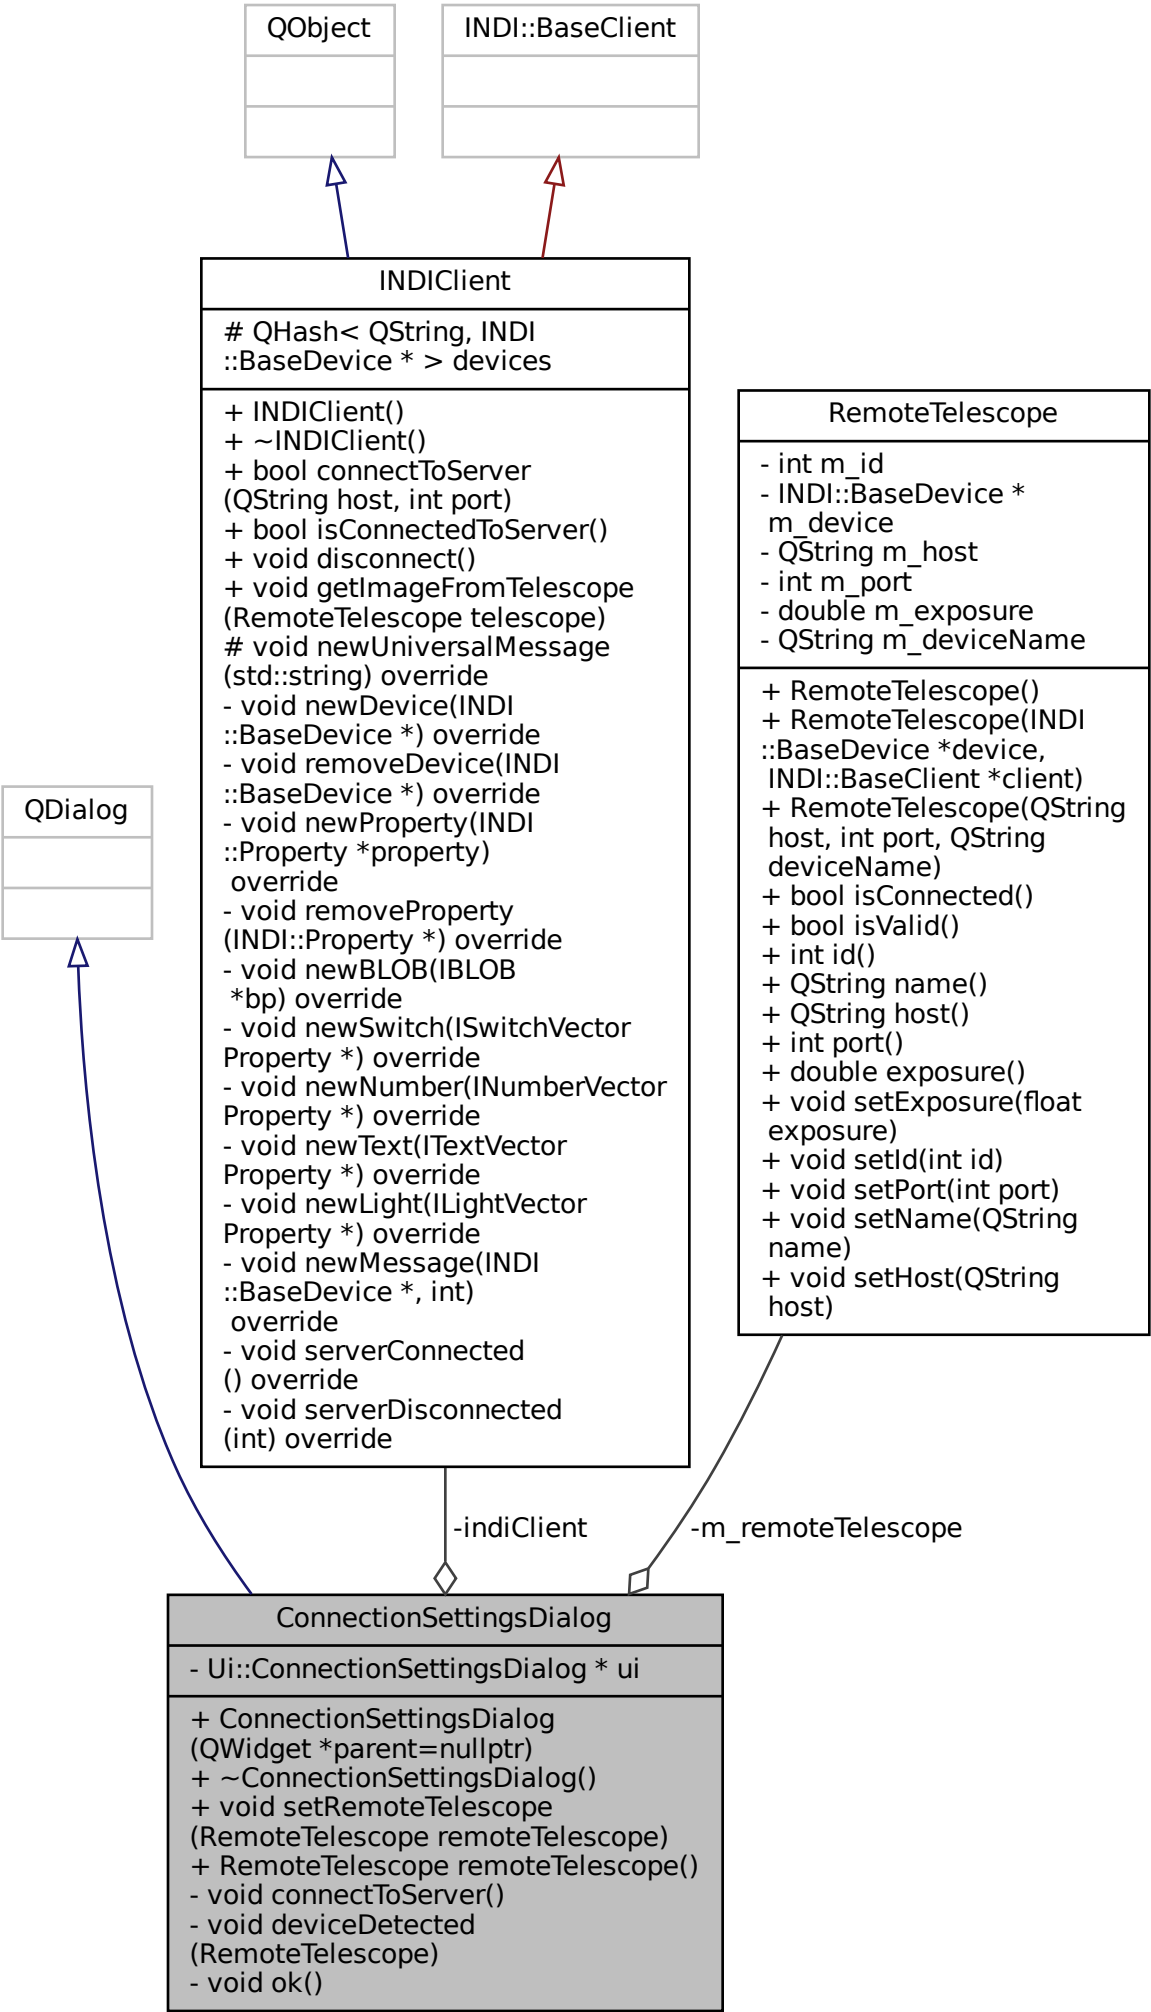 QObject
INDI::BaseClient
INDIClient
# QHash< QString, INDI
::BaseDevice * > devices
+ INDIClient()
+ ~INDIClient()
+ bool connectToServer
(QString host, int port)
+ bool isConnectedToServer()
+ void disconnect()
+ void getImageFromTelescope
(RemoteTelescope telescope)
# void newUniversalMessage
(std::string) override
- void newDevice(INDI
::BaseDevice *) override
- void removeDevice(INDI
::BaseDevice *) override
- void newProperty(INDI
::Property *property)
override
- void removeProperty
(INDI::Property *) override
- void newBLOB(IBLOB
*bp) override
- void newSwitch(ISwitchVector
Property *) override
- void newNumber(INumberVector
Property *) override
- void newText(ITextVector
Property *) override
- void newLight(ILightVector
Property *) override
- void newMessage(INDI
::BaseDevice *, int)
override
- void serverConnected
() override
- void serverDisconnected
(int) override
RemoteTelescope
- int m_id
- INDI::BaseDevice *
m_device
- QString m_host
- int m_port
- double m_exposure
- QString m_deviceName
+ RemoteTelescope()
+ RemoteTelescope(INDI
::BaseDevice *device,
INDI::BaseClient *client)
+ RemoteTelescope(QString
host, int port, QString
deviceName)
+ bool isConnected()
+ bool isValid()
+ int id()
+ QString name()
+ QString host()
+ int port()
+ double exposure()
+ void setExposure(float
exposure)
+ void setId(int id)
+ void setPort(int port)
+ void setName(QString
name)
+ void setHost(QString
host)
QDialog
-indiClient
-m_remoteTelescope
ConnectionSettingsDialog
- Ui::ConnectionSettingsDialog * ui
+ ConnectionSettingsDialog
(QWidget *parent=nullptr)
+ ~ConnectionSettingsDialog()
+ void setRemoteTelescope
(RemoteTelescope remoteTelescope)
+ RemoteTelescope remoteTelescope()
- void connectToServer()
- void deviceDetected
(RemoteTelescope)
- void ok()